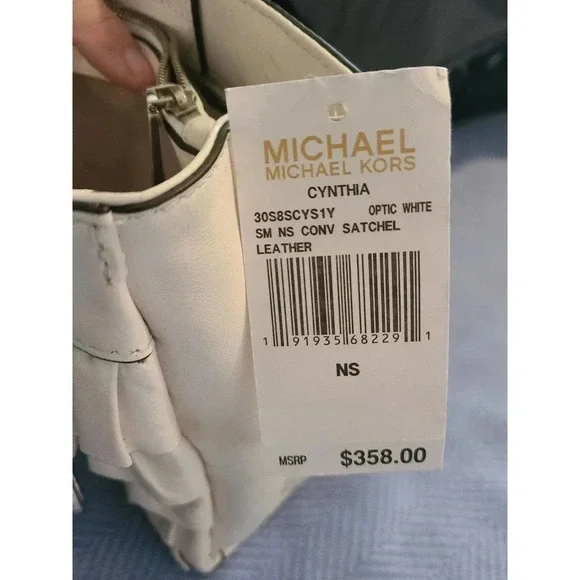 MICHAEL
MICHAEL KORS
CYNTHIA
30S8SCYS1Y OPTIC WHITE
SM NS CONV SATCHEL
LEATHER
1 91935 68229 1
NS
MSRP $358.00